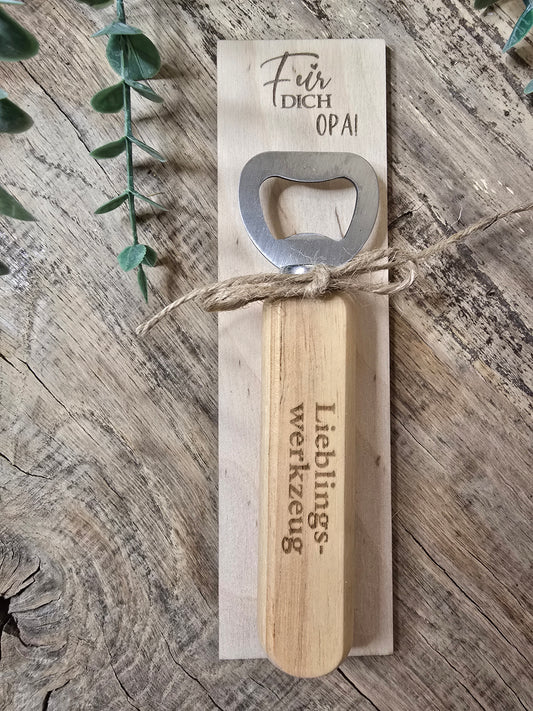 Für
DICH
OPA!
Lieblings-
werkzeug